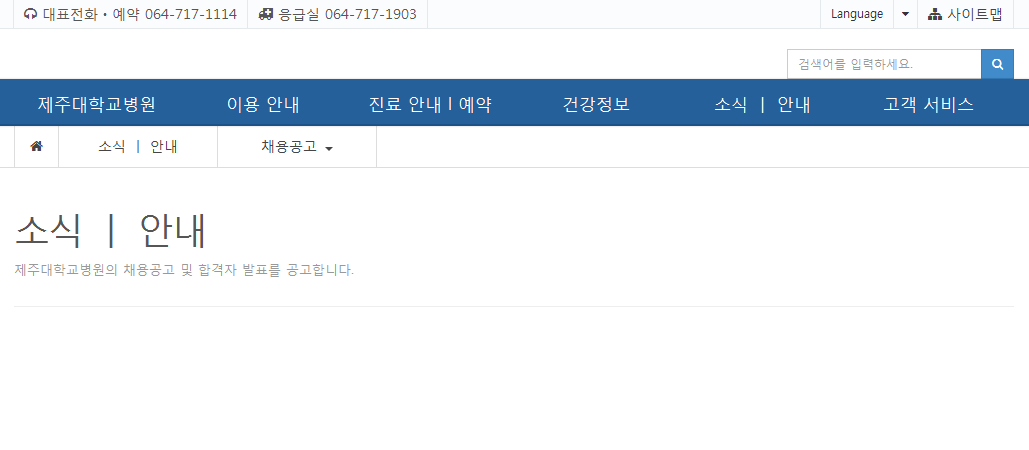 대표전화 · 예약 064-717-1114 응급실 064-717-1903 Language 사이트맵
검색어를 입력하세요.
제주대학교병원 이용 안내 진료 안내 l 예약 건강정보 소식 ㅣ 안내 고객 서비스
소식 ㅣ 안내 채용공고
소식 ㅣ 안내
제주대학교병원의 채용공고 및 합격자 발표를 공고합니다.